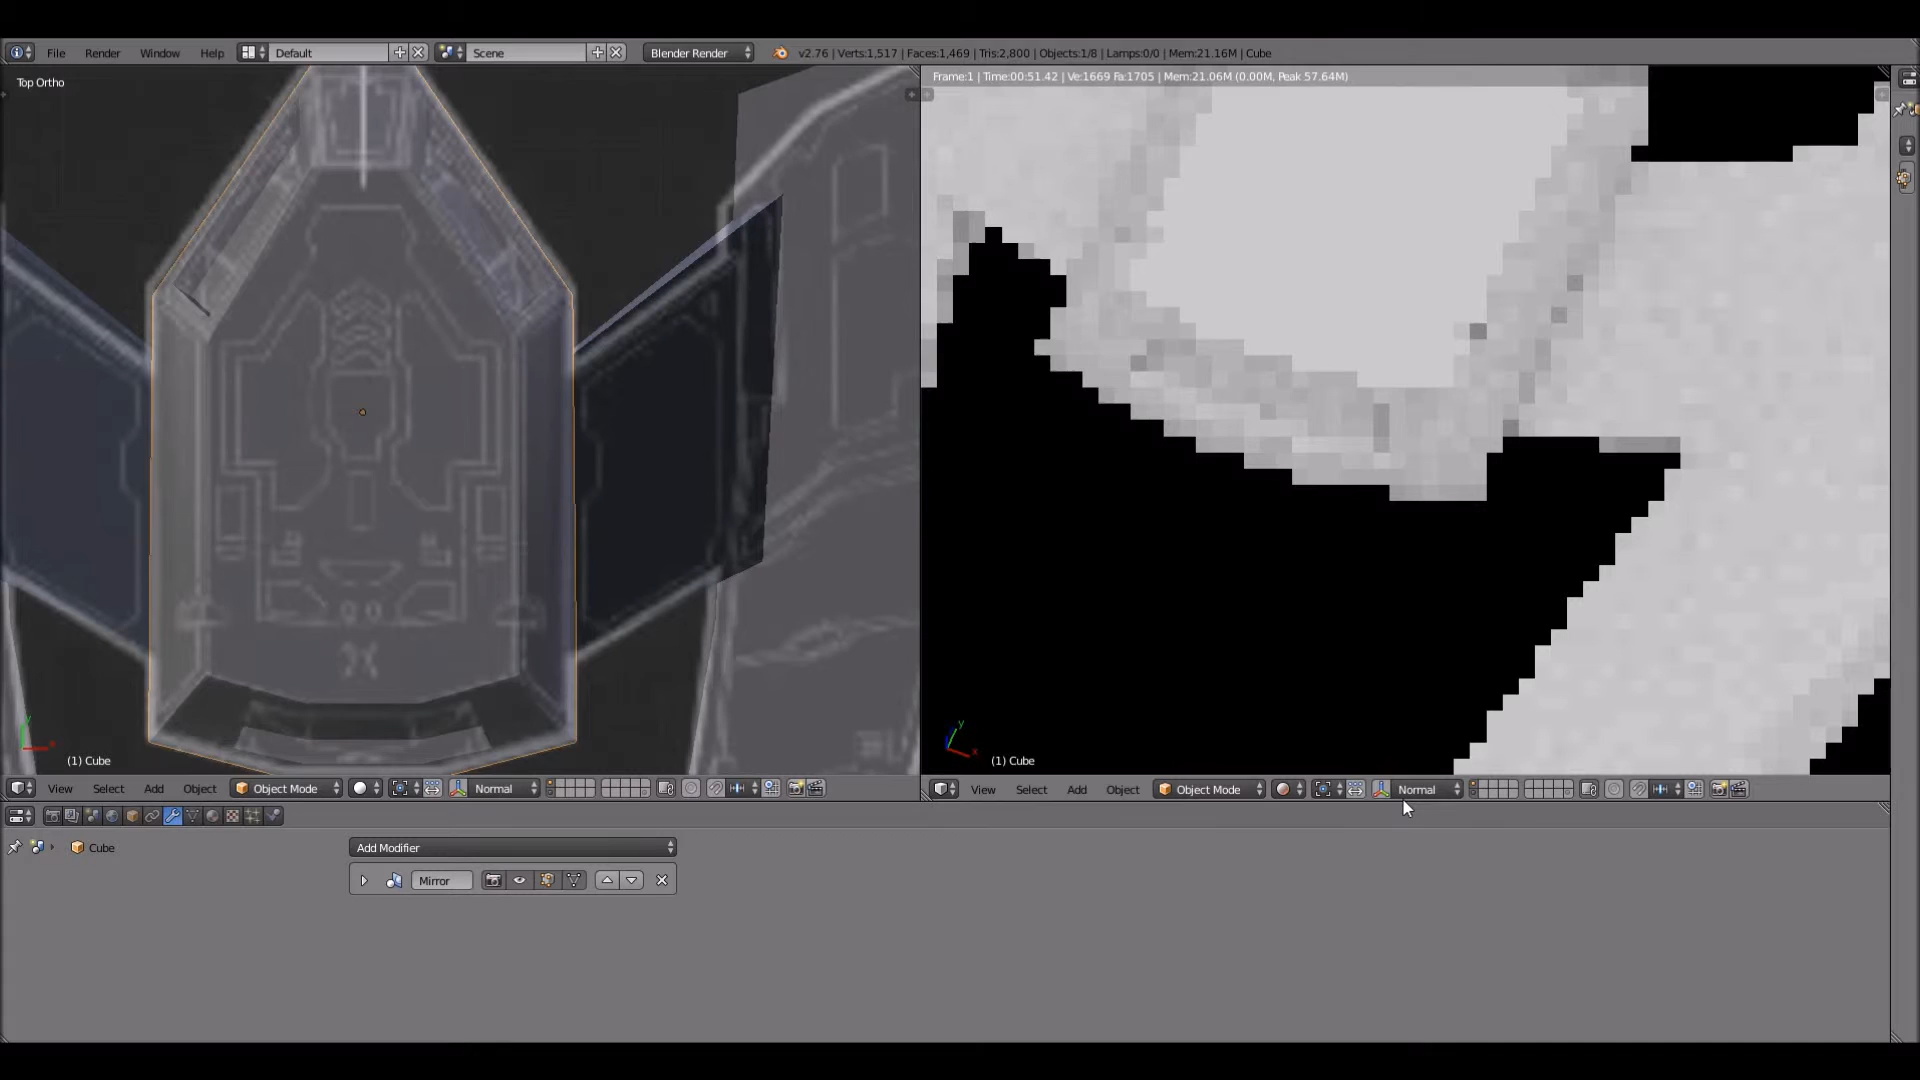 File Render Window Help Default Scene Blender Render v2.76 | Verts:1,517 | Faces:1,469 | Tris:2,800 | Objects:1/8 | Lamps:0/0 | Mem:21.16M | Cube
Top Ortho
Frame:1 | Time:00:51.42 | Ve:1669 Fa:1705 | Mem:21.06M (0.00M, Peak 57.64M)
y
x
(1) Cube
y
x
(1) Cube
View Select Add Object Object Mode Normal
View Select Add Object Object Mode Normal
Cube
Add Modifier
Mirror